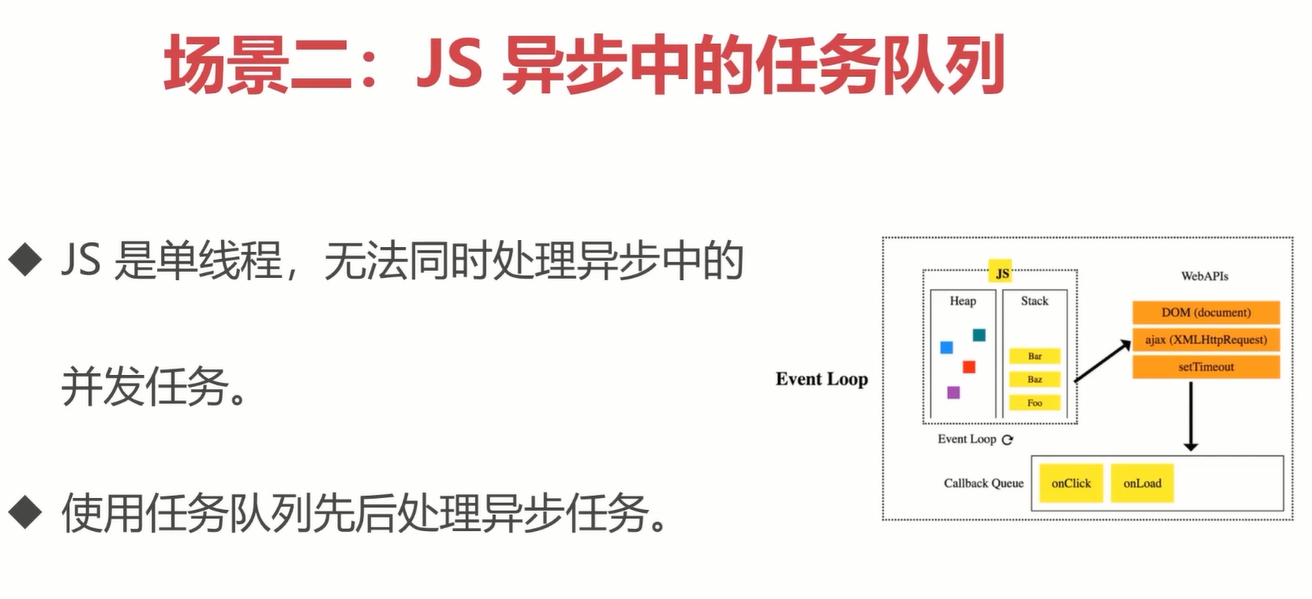 场景二：JS 异步中的任务队列
◆ JS 是单线程，无法同时处理异步中的
并发任务。
◆ 使用任务队列先后处理异步任务。
Event Loop
JS
Heap
Stack
Bar
Baz
Foo
Event Loop
WebAPIs
DOM (document)
ajax (XMLHttpRequest)
setTimeout
Callback Queue
onClick
onLoad